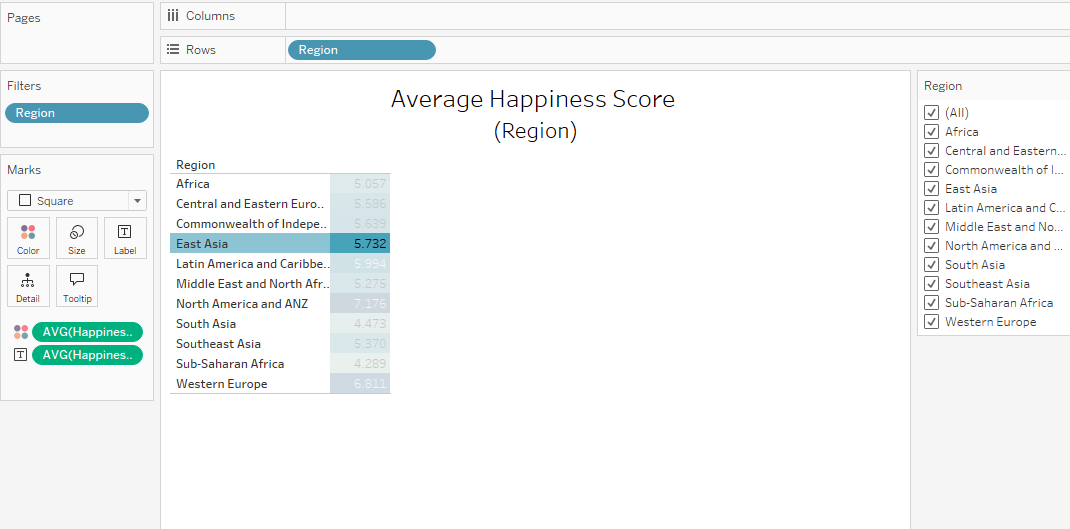 Pages
Columns
Rows
Region
Filters
Region
Marks
Square
Color
Size
Label
Detail
Tooltip
AVG(Happines..
AVG(Happines..
Average Happiness Score
(Region)
Region
Africa 5.057
Central and Eastern Euro.. 5.586
Commonwealth of Indepe.. 5.639
East Asia 5.732
Latin America and Caribbe.. 5.994
Middle East and North Afr.. 5.275
North America and ANZ 7.176
South Asia 4.473
Southeast Asia 5.370
Sub-Saharan Africa 4.289
Western Europe 6.811
Region
(All)
Africa
Central and Eastern...
Commonwealth of I...
East Asia
Latin America and C...
Middle East and No...
North America and ...
South Asia
Southeast Asia
Sub-Saharan Africa
Western Europe